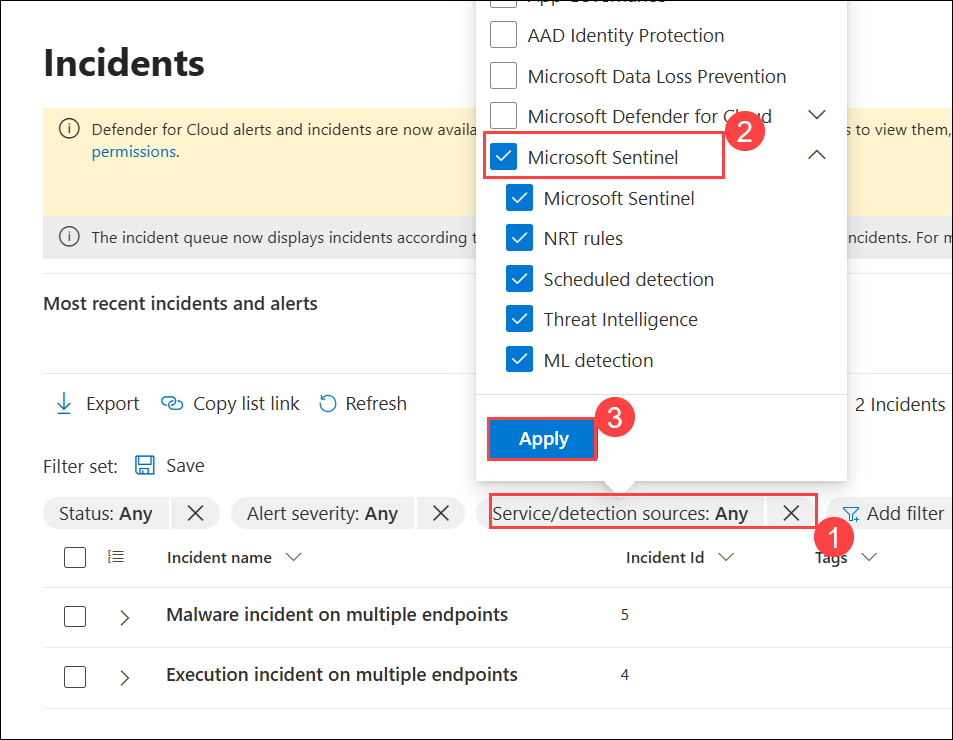 AAD Identity Protection
Incidents
Microsoft Data Loss Prevention
Microsoft Defender for Cloud
2
Defender for Cloud alerts and incidents are now availa
s to view them,
permissions.
Microsoft Sentinel
Microsoft Sentinel
The incident queue now displays incidents according t
NRT rules
ncidents. For m
Scheduled detection
Most recent incidents and alerts
Threat Intelligence
ML detection
Export Copy list link Refresh
2 Incidents
3
Apply
Filter set: Save
Status: Any
Alert severity: Any
Service/detection sources: Any
Add filter
1
Incident name
Incident Id
Tags
Malware incident on multiple endpoints 5
Execution incident on multiple endpoints 4